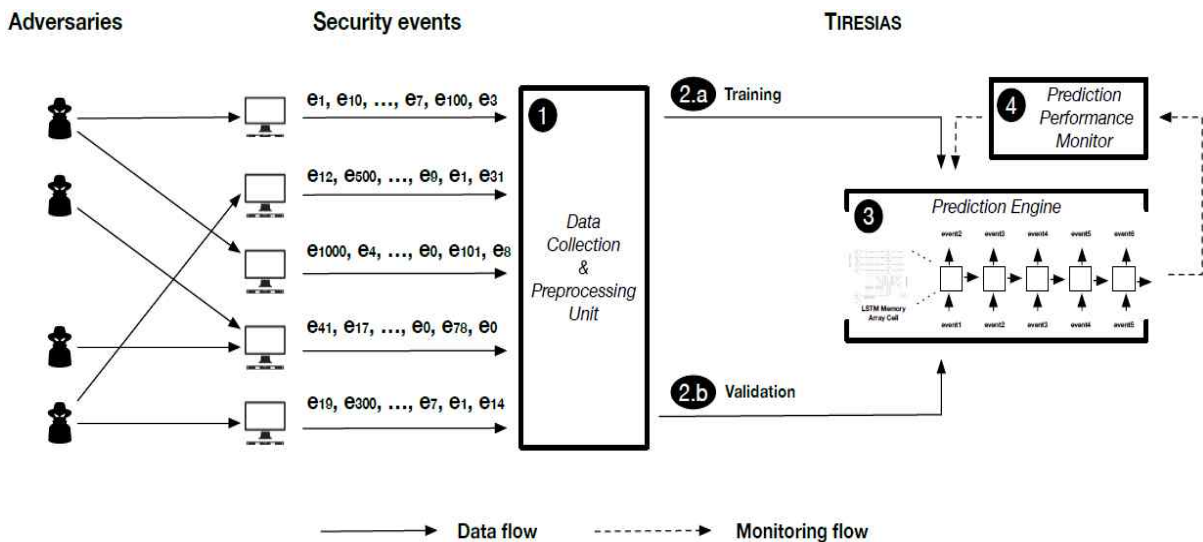 Adversaries
Security events
TIRESIAS
e1, e10, ..., e7, e100, e3
e12, e500, ..., e9, e1, e31
e1000, e4, ..., e0, e101, e8
e41, e17, ..., e0, e78, e0
e19, e300, ..., e7, e1, e14
1
Data
Collection
&
Preprocessing
Unit
2.a Training
2.b Validation
4
Prediction
Performance
Monitor
3
Prediction Engine
event2 event3 event4 event5 event6
LSTM Memory
Array Cell
event1 event2 event3 event4 event5
Data flow
Monitoring flow